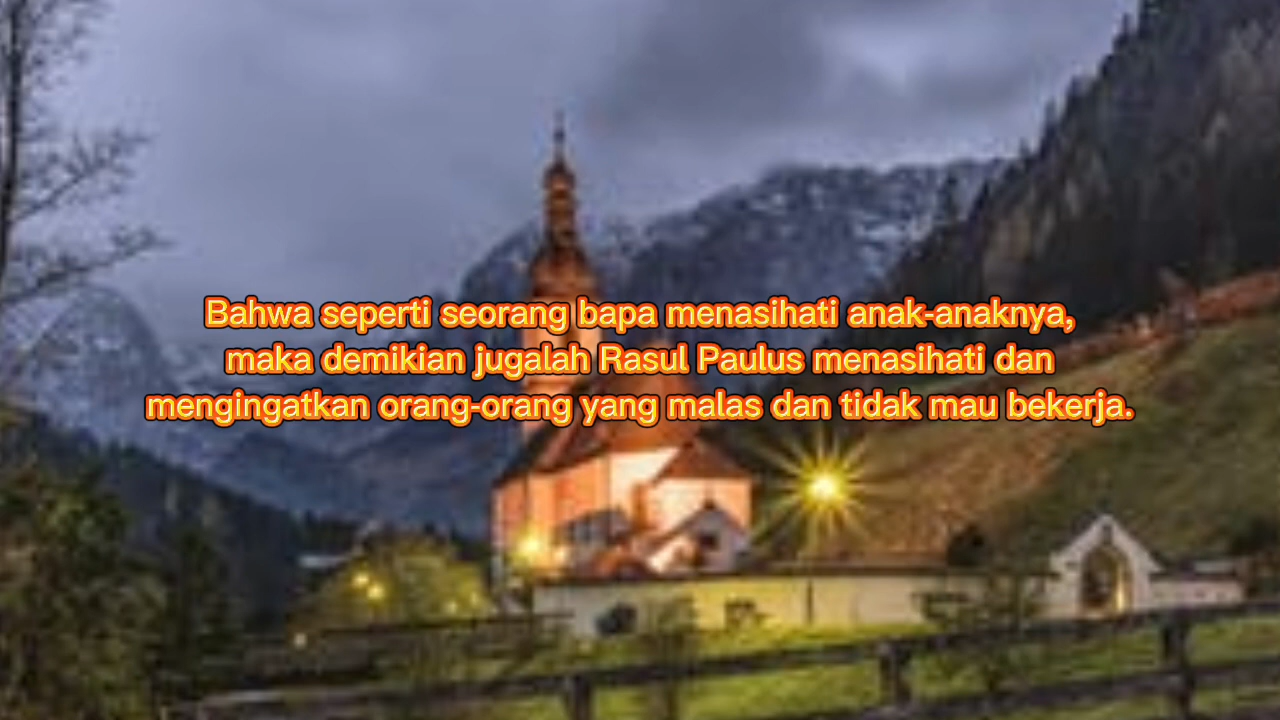 Bahwa seperti seorang bapa menasihati anak-anaknya,
maka demikian jugalah Rasul Paulus menasihati dan
mengingatkan orang-orang yang malas dan tidak mau bekerja.